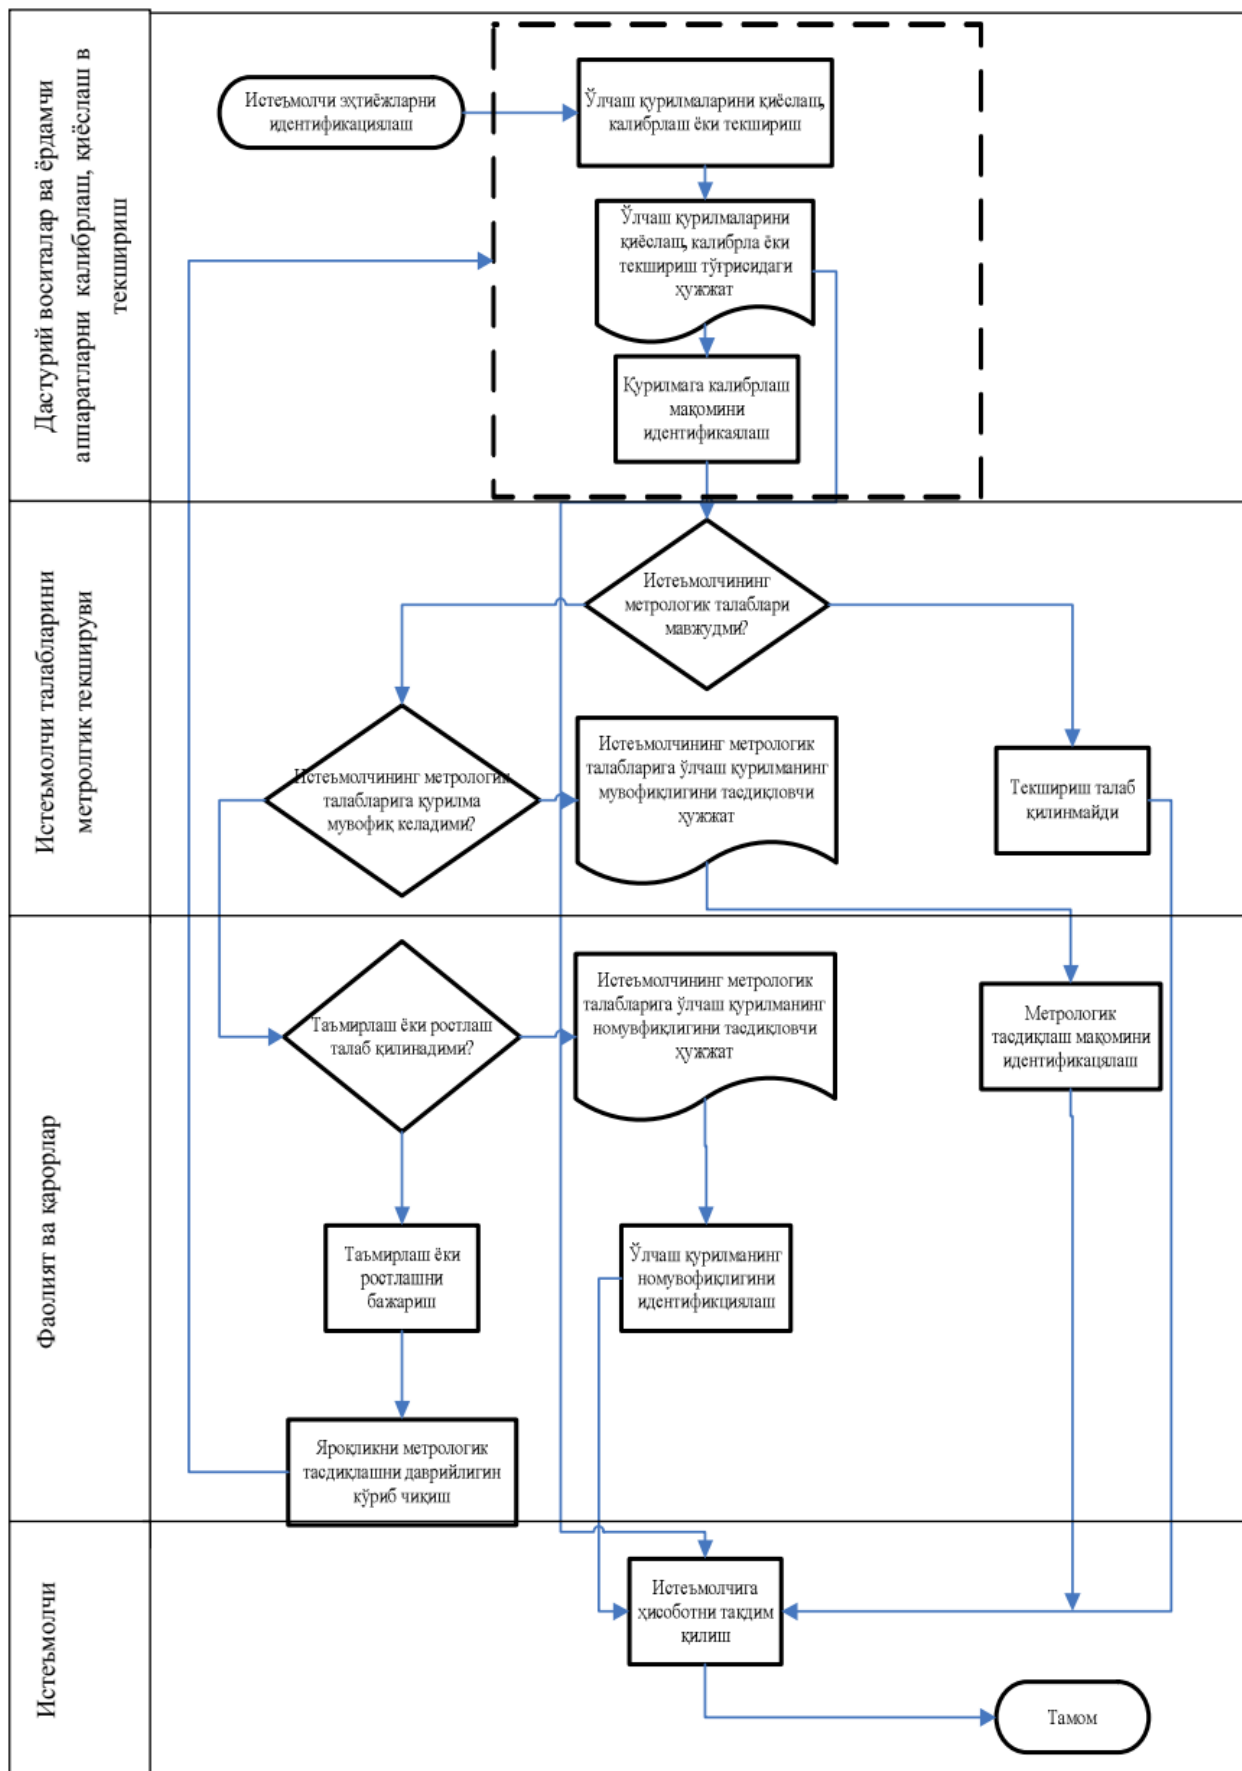 Дастурий воситалар ва ёрдамчи
аппаратларни калибрлаш, қиёслаш в
текшириш
Истеъмолчи эҳтиёжларни
идентификациялаш
Ўлчаш қурилмаларини қиёслаш,
калибрлаш ёки текшириш
Ўлчаш қурилмаларини
қиёслаш, калибрла ёки
текшириш тўғрисидаги
ҳужжат
Қурилмага калибрлаш
мақомини
идентификаялаш
Истеъмолчи талабларини
метролгик текшируви
Истеъмолчининг
метрологик талаблари
мавжудми?
Истеъмолчининг метрологик
талабларига қурилма
мувофиқ келадими?
Истеъмолчининг метрологик
талабларига ўлчаш қурилманинг
мувофиқлигини тасдиқловчи
ҳужжат
Текшириш талаб
қилинмайди
Фаолият ва қарорлар
Таъмирлаш ёки ростлаш
талаб қилинадими?
Истеъмолчининг метрологик
талабларига ўлчаш қурилманинг
номувфиқлигини тасдиқловчи
ҳужжат
Метрологик
тасдиқлаш мақомини
идентификацялаш
Таъмирлаш ёки
ростлашни
бажариш
Ўлчаш қурилманинг
номувофиқлигини
идентификциялаш
Яроқликни метрологик
тасдиқлашни даврийлигин
кўриб чиқиш
Истеъмолчи
Истеъмолчига
ҳисоботни тақдим
қилиш
Тамом